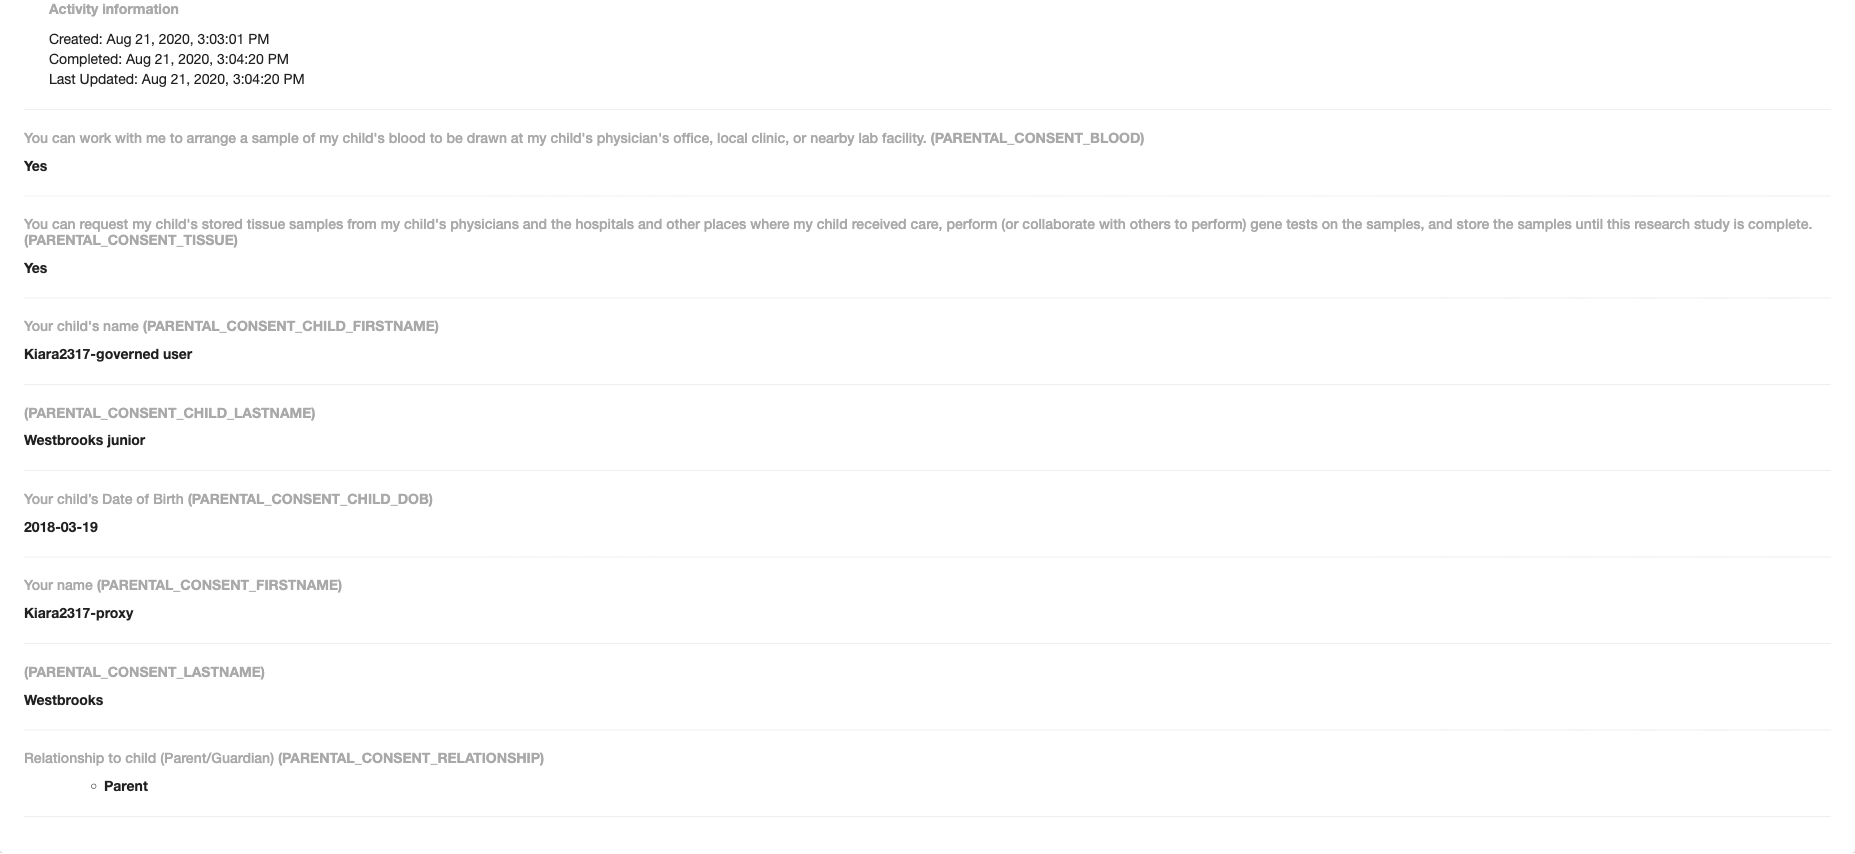 Activity information
Created: Aug 21, 2020, 3:03:01 PM
Completed: Aug 21, 2020, 3:04:20 PM
Last Updated: Aug 21, 2020, 3:04:20 PM
You can work with me to arrange a sample of my child's blood to be drawn at my child's physician's office, local clinic, or nearby lab facility. (PARENTAL_CONSENT_BLOOD)
Yes
You can request my child's stored tissue samples from my child's physicians and the hospitals and other places where my child received care, perform (or collaborate with others to perform) gene tests on the samples, and store the samples until this research study is complete.
(PARENTAL_CONSENT_TISSUE)
Yes
Your child's name (PARENTAL_CONSENT_CHILD_FIRSTNAME)
Kiara2317-governed user
(PARENTAL_CONSENT_CHILD_LASTNAME)
Westbrooks junior
Your child’s Date of Birth (PARENTAL_CONSENT_CHILD_DOB)
2018-03-19
Your name (PARENTAL_CONSENT_FIRSTNAME)
Kiara2317-proxy
(PARENTAL_CONSENT_LASTNAME)
Westbrooks
Relationship to child (Parent/Guardian) (PARENTAL_CONSENT_RELATIONSHIP)
Parent